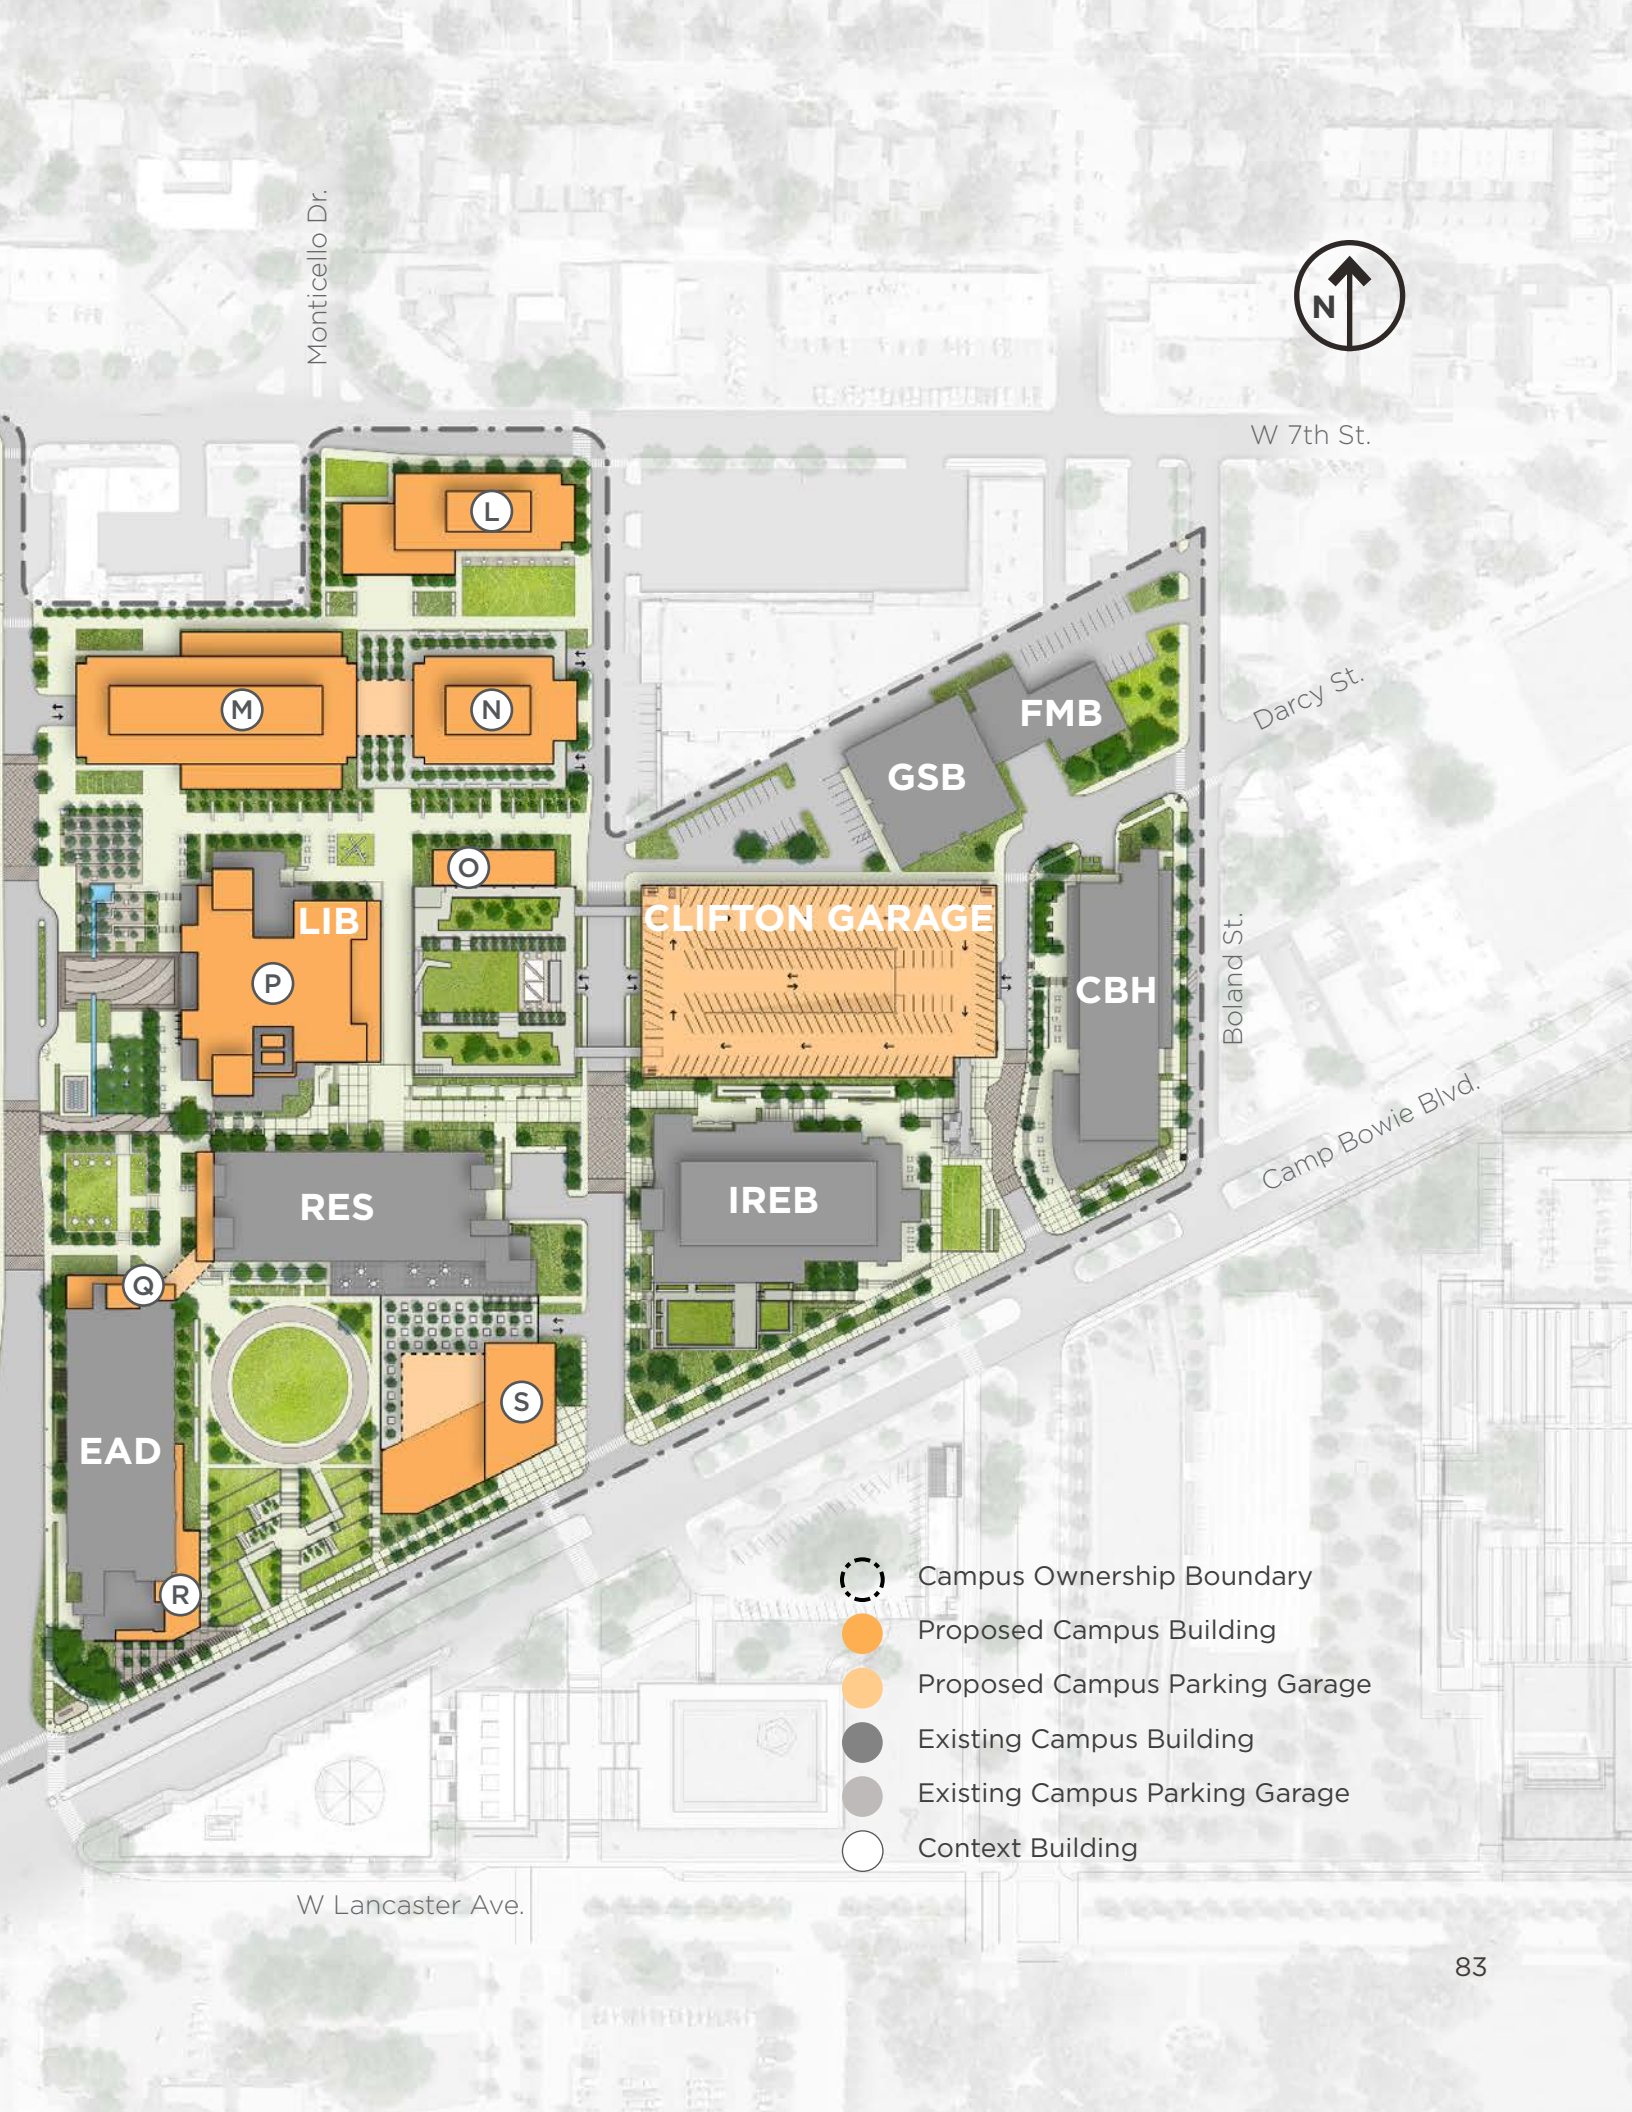 Monticello Dr.
N
W 7th St.
L
M
N
FMB
Darcy St.
GSB
O
LIB
CLIFTON GARAGE
P
CBH
Boland St.
Camp Bowie Blvd.
RES
IREB
Q
S
EAD
R
Campus Ownership Boundary
Proposed Campus Building
Proposed Campus Parking Garage
Existing Campus Building
Existing Campus Parking Garage
Context Building
W Lancaster Ave.
83